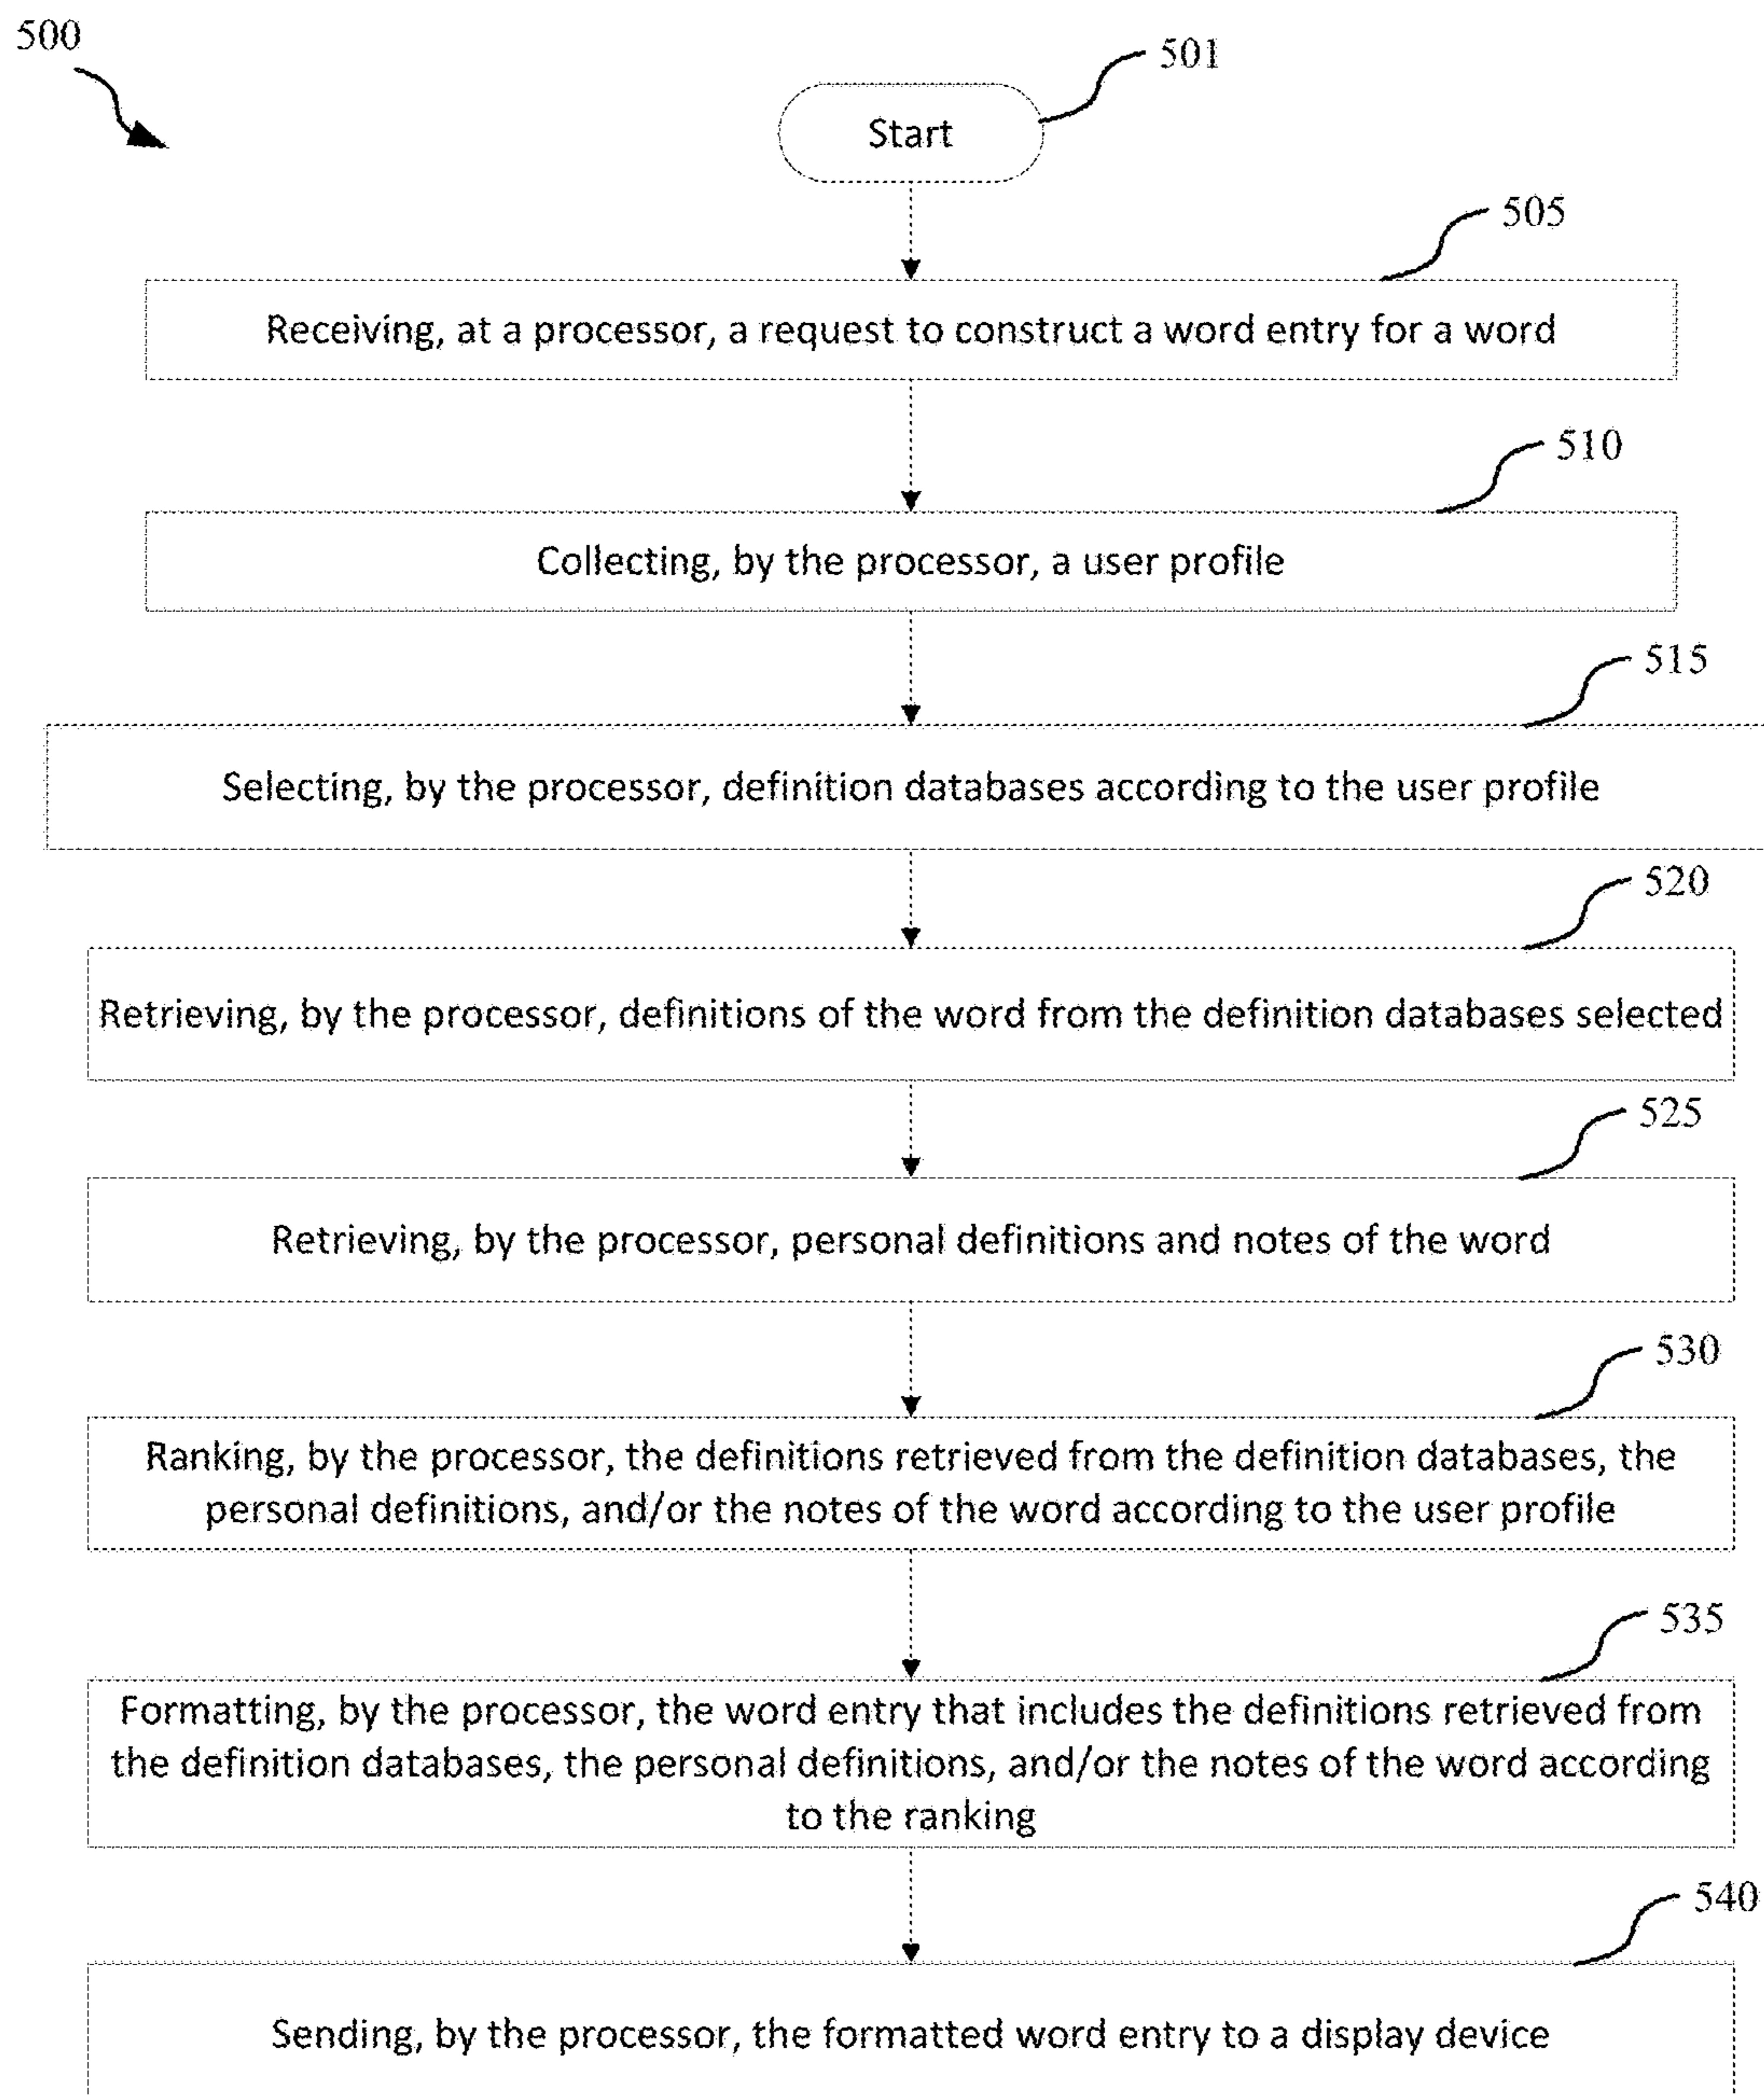 500
501
Start
505
Receiving, at a processor, a request to construct a word entry for a word
510
Collecting, by the processor, a user profile
515
Selecting, by the processor, definition databases according to the user profile
520
Retrieving, by the processor, definitions of the word from the definition databases selected
525
Retrieving, by the processor, personal definitions and notes of the word
530
Ranking, by the processor, the definitions retrieved from the definition databases, the
personal definitions, and/or the notes of the word according to the user profile
535
Formatting, by the processor, the word entry that includes the definitions retrieved from
the definition databases, the personal definitions, and/or the notes of the word according
to the ranking
540
Sending, by the processor, the formatted word entry to a display device